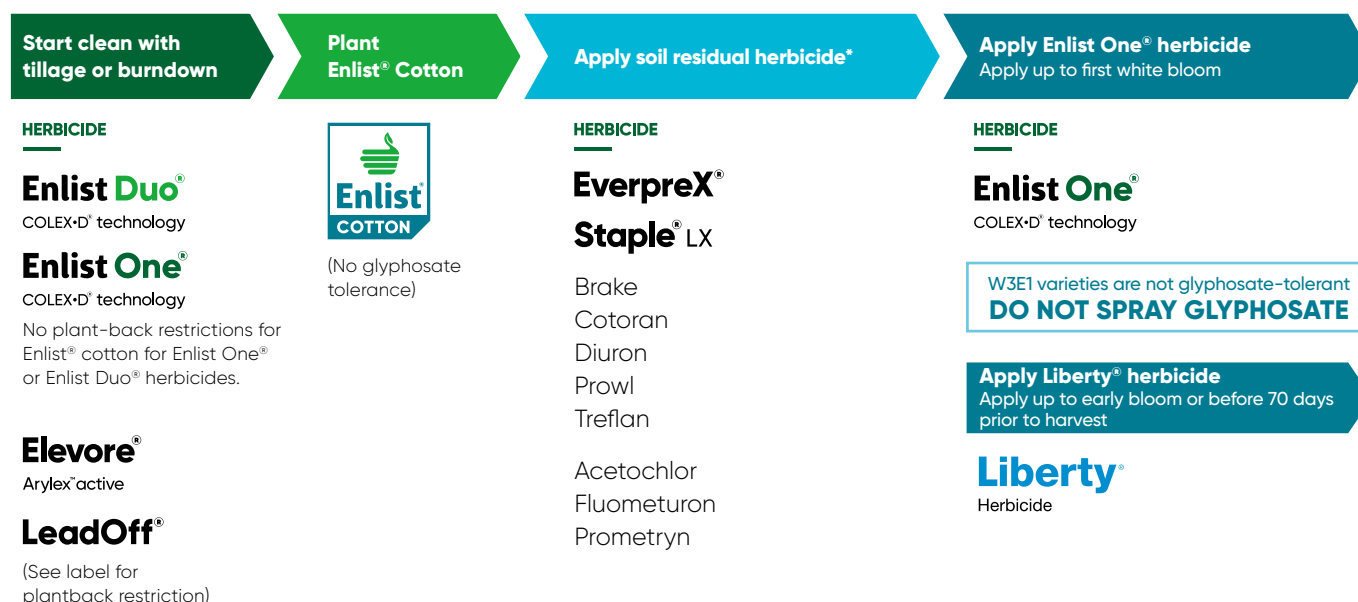 Start clean with
tillage or burndown
HERBICIDE
Enlist Duo®
COLEX•D® technology
Enlist One®
COLEX•D® technology
No plant-back restrictions for
Enlist® cotton for Enlist One®
or Enlist Duo® herbicides.
Elevore®
Arylex™ active
LeadOff®
(See label for
plantback restriction)
Plant
Enlist® Cotton
Enlist®
COTTON
(No glyphosate
tolerance)
Apply soil residual herbicide*
HERBICIDE
EverpreX®
Staple® LX
Brake
Cotoran
Diuron
Prowl
Treflan
Acetochlor
Fluometuron
Prometryn
Apply Enlist One® herbicide
Apply up to first white bloom
HERBICIDE
Enlist One®
COLEX•D® technology
W3E1 varieties are not glyphosate-tolerant
DO NOT SPRAY GLYPHOSATE
Apply Liberty® herbicide
Apply up to early bloom or before 70 days
prior to harvest
Liberty®
Herbicide